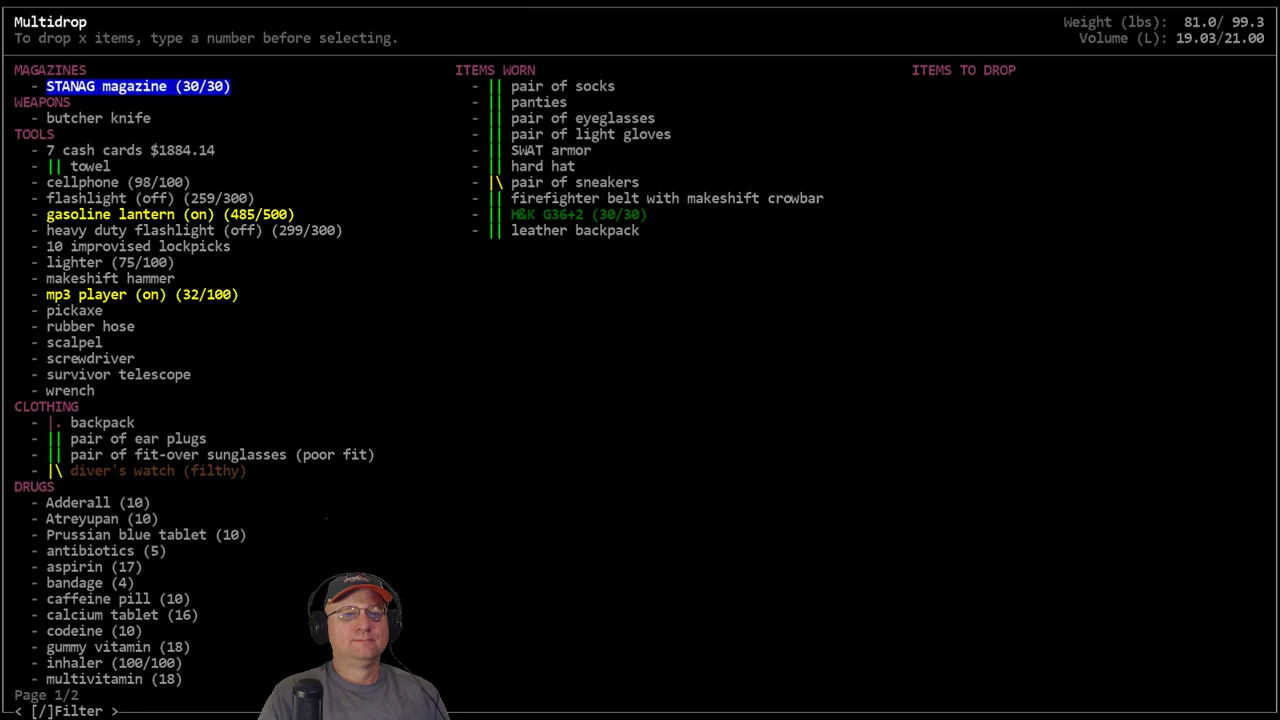 Multidrop
To drop x items, type a number before selecting.
Weight (lbs): 81.0/ 99.3
Volume (L): 19.03/21.00
MAGAZINES
- STANAG magazine (30/30)
WEAPONS
- butcher knife
TOOLS
- 7 cash cards $1884.14
- || towel
- cellphone (98/100)
- flashlight (off) (259/300)
- gasoline lantern (on) (485/500)
- heavy duty flashlight (off) (299/300)
- 10 improvised lockpicks
- lighter (75/100)
- makeshift hammer
- mp3 player (on) (32/100)
- pickaxe
- rubber hose
- scalpel
- screwdriver
- survivor telescope
- wrench
CLOTHING
- |. backpack
- || pair of ear plugs
- || pair of fit-over sunglasses (poor fit)
- |\ diver's watch (filthy)
DRUGS
- Adderall (10)
- Atreyupan (10)
- Prussian blue tablet (10)
- antibiotics (5)
- aspirin (17)
- bandage (4)
- caffeine pill (10)
- calcium tablet (16)
- codeine (10)
- gummy vitamin (18)
- inhaler (100/100)
- multivitamin (18)
Page 1/2
< [/]Filter >
ITEMS WORN
- || pair of socks
- || panties
- || pair of eyeglasses
- || pair of light gloves
- || SWAT armor
- || hard hat
- |\ pair of sneakers
- || firefighter belt with makeshift crowbar
- || H&K G36+2 (30/30)
- || leather backpack
ITEMS TO DROP